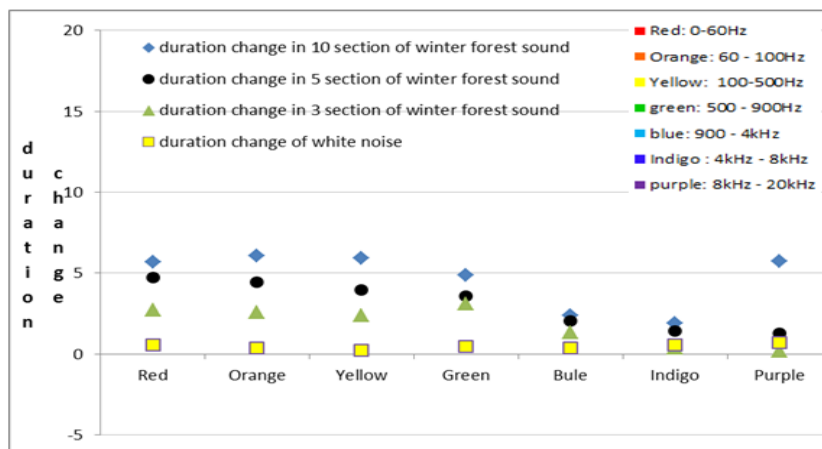 20
15
10
5
0
-5
duration
change
duration change in 10 section of winter forest sound
duration change in 5 section of winter forest sound
duration change in 3 section of winter forest sound
duration change of white noise
Red: 0-60Hz
Orange: 60 - 100Hz
Yellow: 100-500Hz
green: 500 - 900Hz
blue: 900 - 4kHz
Indigo : 4kHz - 8kHz
purple: 8kHz - 20kHz
Red Orange Yellow Green Bule Indigo Purple